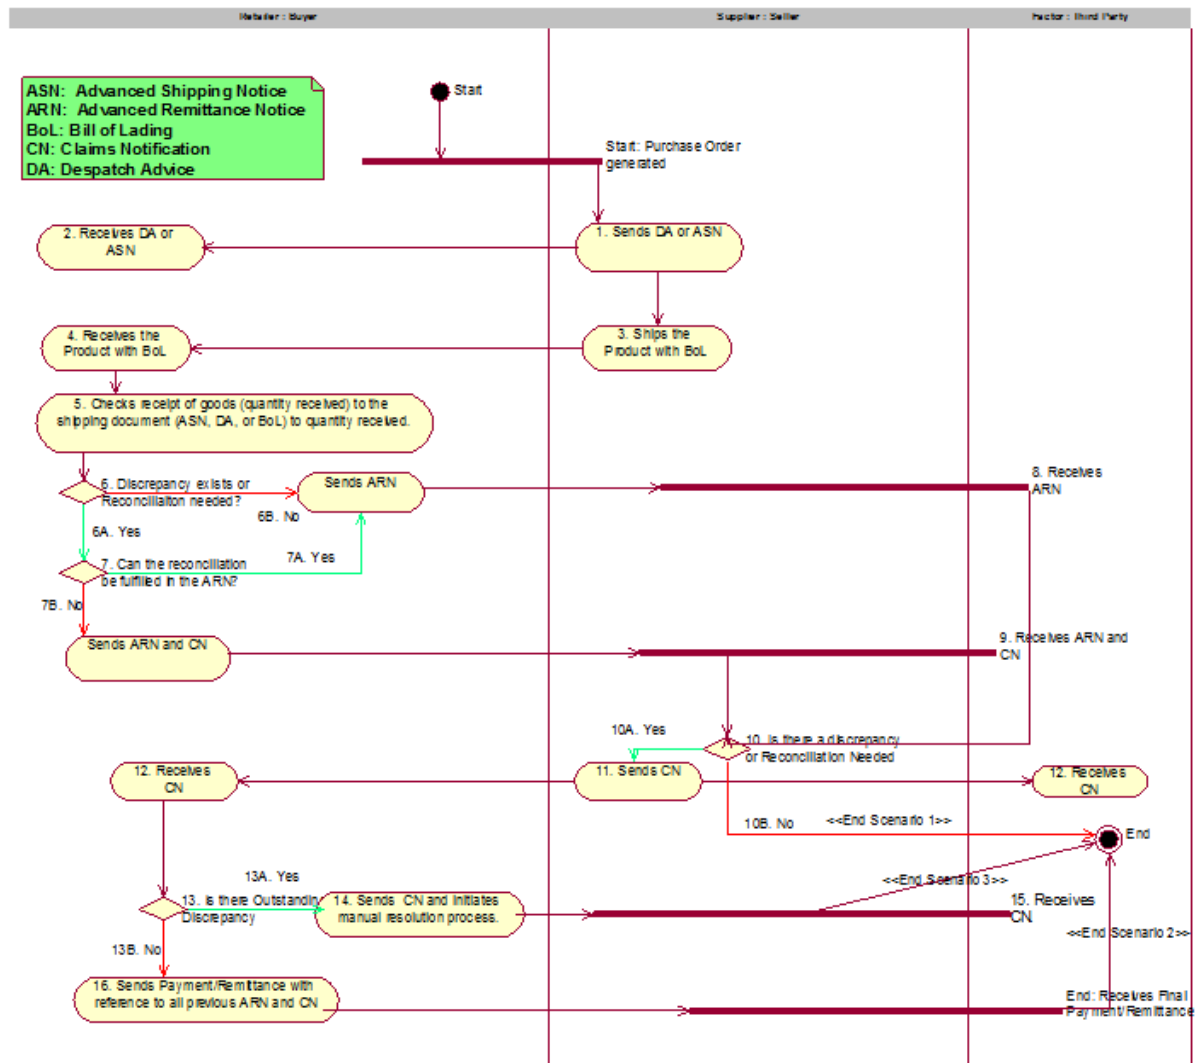 Retailer : Buyer
Supplier : Seller
Factor : Third Party
ASN:  Advanced Shipping Notice
ARN:  Advanced Remittance Notice
BoL: Bill of Lading
CN: Claims Notification
DA: Despatch Advice
Start
Start: Purchase Order
generated
2. Receives DA or
ASN
1. Sends DA or ASN
4. Receives the
Product with BoL
3. Ships the
Product with BoL
5. Checks receipt of goods (quantity received) to the
shipping document (ASN, DA, or BoL) to quantity received.
6. Discrepancy exists or
Reconciliaiton needed?
Sends ARN
8. Receives
ARN
6B. No
6A. Yes
7. Can the reconciliation
be fulfilled in the ARN?
7A. Yes
7B. No
Sends ARN and CN
9. Receives ARN and
CN
10A. Yes
10. Is there a discrepancy
or Reconciliation Needed
12. Receives
CN
11. Sends CN
12. Receives
CN
10B. No
<<End Scenario 1>>
End
13A. Yes
<<End Scenario 3>>
13. Is there Outstandin
Discrepancy
14. Sends  CN and initiates
manual resolution process.
15. Receives
CN
<<End Scenario 2>>
13B. No
16. Sends Payment/Remittance with
reference to all previous ARN and CN
End: Receives Final
Payment/Remittance